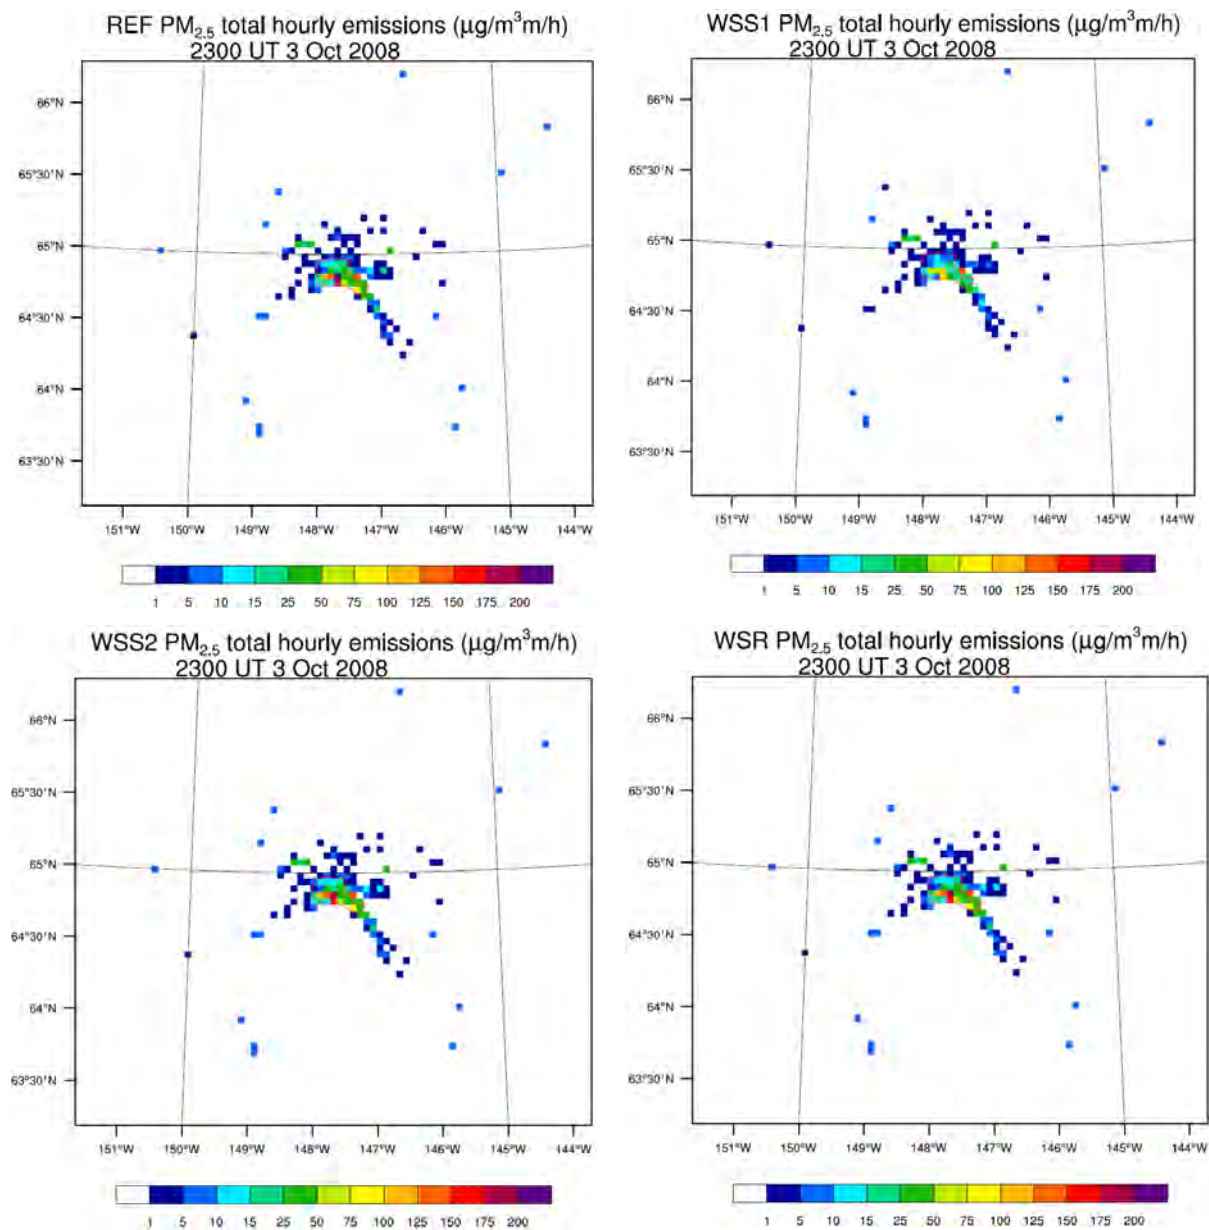 REF PM2.5 total hourly emissions (µg/m³m/h)
2300 UT 3 Oct 2008
66°N
65°30'N
65°N
64°30'N
64°N
63°30'N
151°W 150°W 149°W 148°W 147°W 146°W 145°W 144°W
1 5 10 15 25 50 75 100 125 150 175 200
WSS1 PM2.5 total hourly emissions (µg/m³m/h)
2300 UT 3 Oct 2008
66°N
65°30'N
65°N
64°30'N
64°N
63°30'N
151°W 150°W 149°W 148°W 147°W 146°W 145°W 144°W
1 5 10 15 25 50 75 100 125 150 175 200
WSS2 PM2.5 total hourly emissions (µg/m³m/h)
2300 UT 3 Oct 2008
66°N
65°30'N
65°N
64°30'N
64°N
63°30'N
151°W 150°W 149°W 148°W 147°W 146°W 145°W 144°W
1 5 10 15 25 50 75 100 125 150 175 200
WSR PM2.5 total hourly emissions (µg/m³m/h)
2300 UT 3 Oct 2008
66°N
65°30'N
65°N
64°30'N
64°N
63°30'N
151°W 150°W 149°W 148°W 147°W 146°W 145°W 144°W
1 5 10 15 25 50 75 100 125 150 175 200